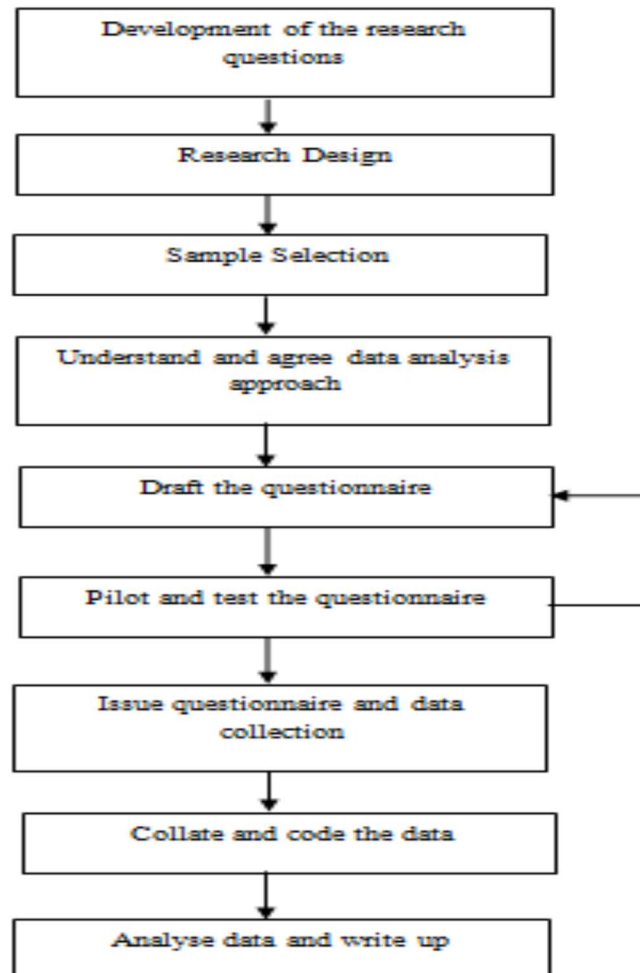 Development of the research
questions
Research Design
Sample Selection
Understand and agree data analysis
approach
Draft the questionnaire
Pilot and test the questionnaire
Issue questionnaire and data
collection
Collate and code the data
Analyse data and write up